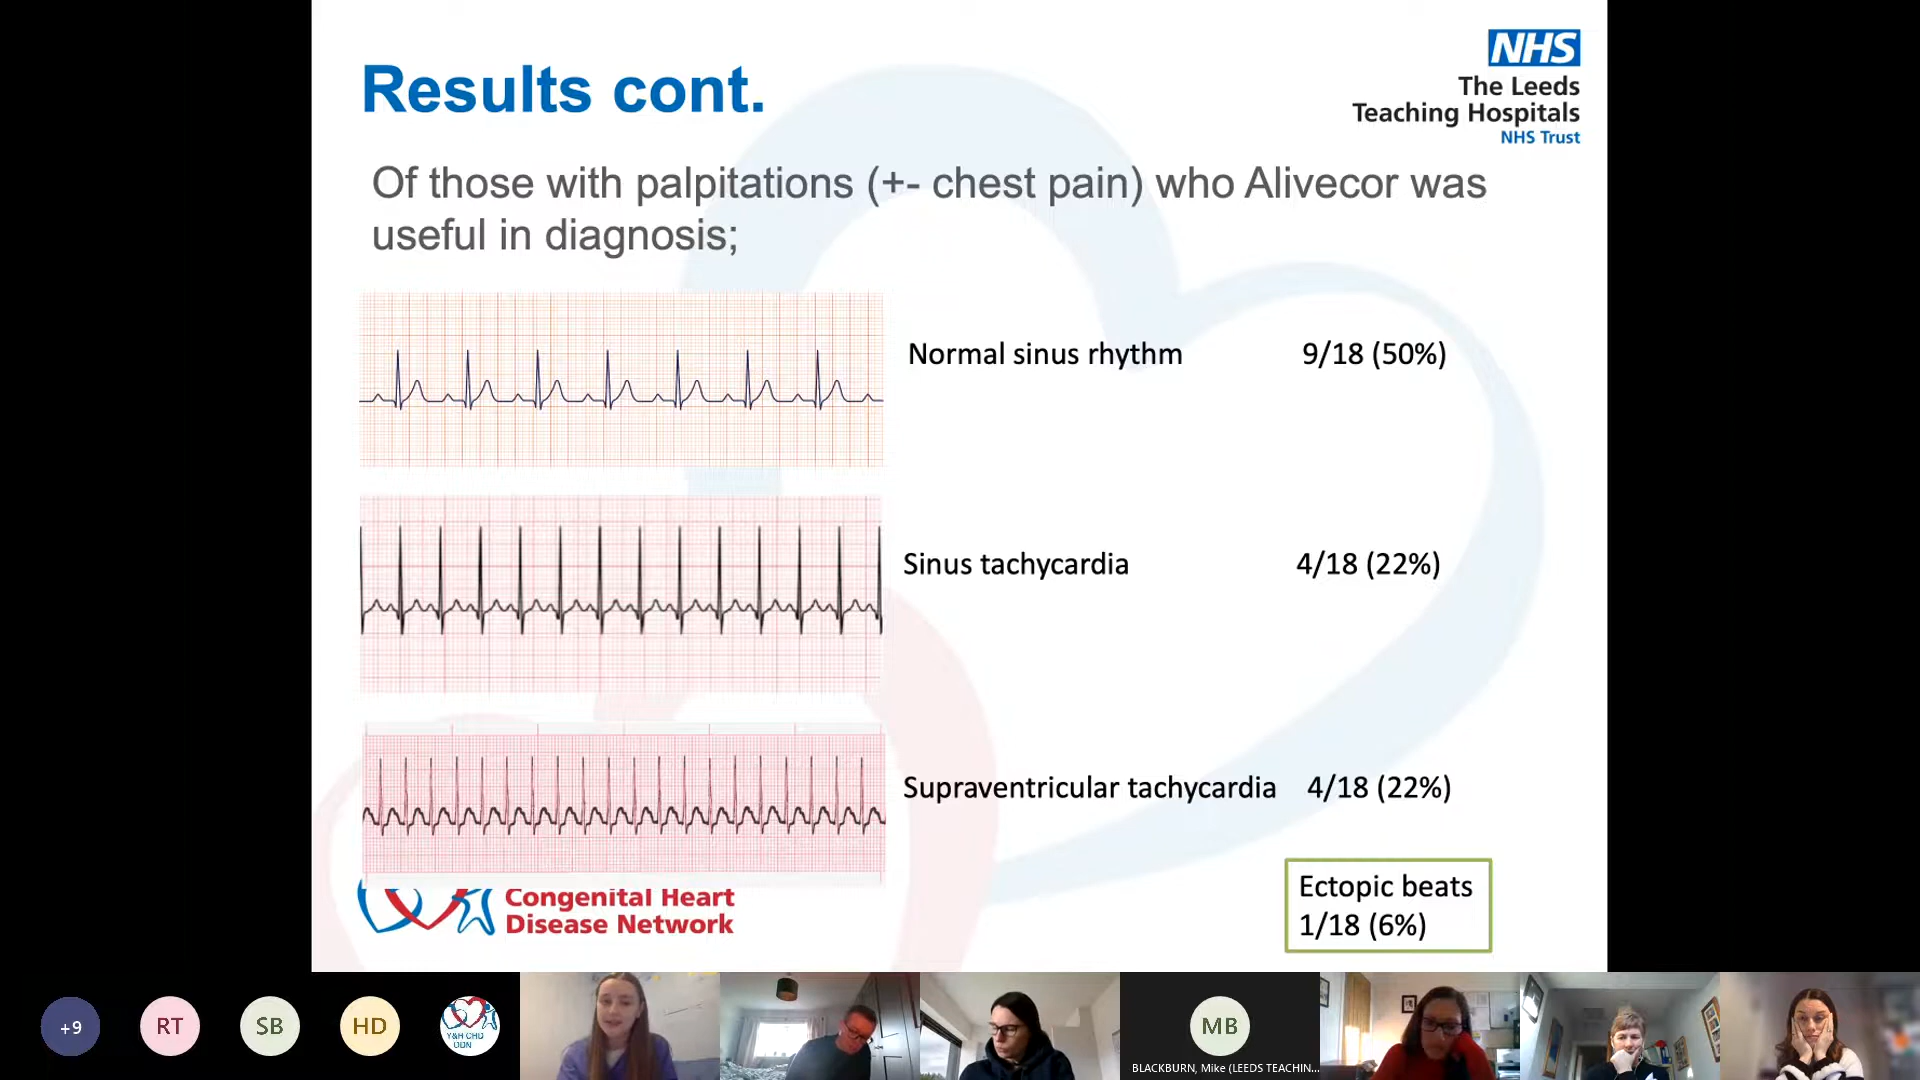 Results cont.
NHS
The Leeds
Teaching Hospitals
NHS Trust
Of those with palpitations (+- chest pain) who Alivecor was
useful in diagnosis;
Normal sinus rhythm 9/18 (50%)
Sinus tachycardia 4/18 (22%)
Supraventricular tachycardia 4/18 (22%)
Ectopic beats
1/18 (6%)
Congenital Heart
Disease Network
+9
RT
SB
HD
Y&H CHD
ODN
MB
BLACKBURN, Mike (LEEDS TEACHIN...